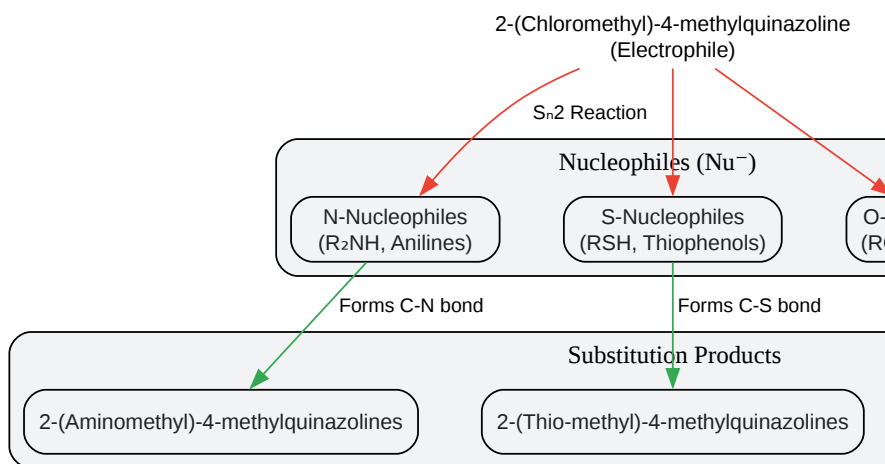 2-(Chloromethyl)-4-methylquinazoline
(Electrophile)
Sₙ2 Reaction
Nucleophiles (Nu⁻)
N-Nucleophiles
(R₂NH, Anilines)
S-Nucleophiles
(RSH, Thiophenols)
O-
Forms C-N bond
Forms C-S bond
Substitution Products
2-(Aminomethyl)-4-methylquinazolines
2-(Thio-methyl)-4-methylquinazolines